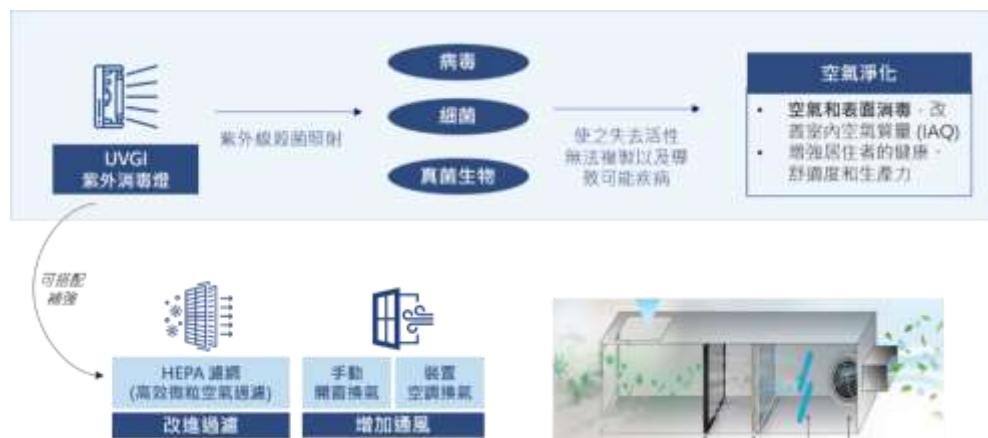 病毒
細菌
真菌生物
UVGI
紫外消毒燈
紫外線殺菌照射
使之失去活性
無法複製以及導
致可能疾病
空氣淨化
• 空氣和表面消毒，改
善室內空氣質量 (IAQ)
• 增強居住者的健康、
舒適度和生產力
可搭配
補強
HEPA 濾網
(高效微粒空氣過濾)
改進過濾
手動
開窗換氣
裝置
空調換氣
增加通風